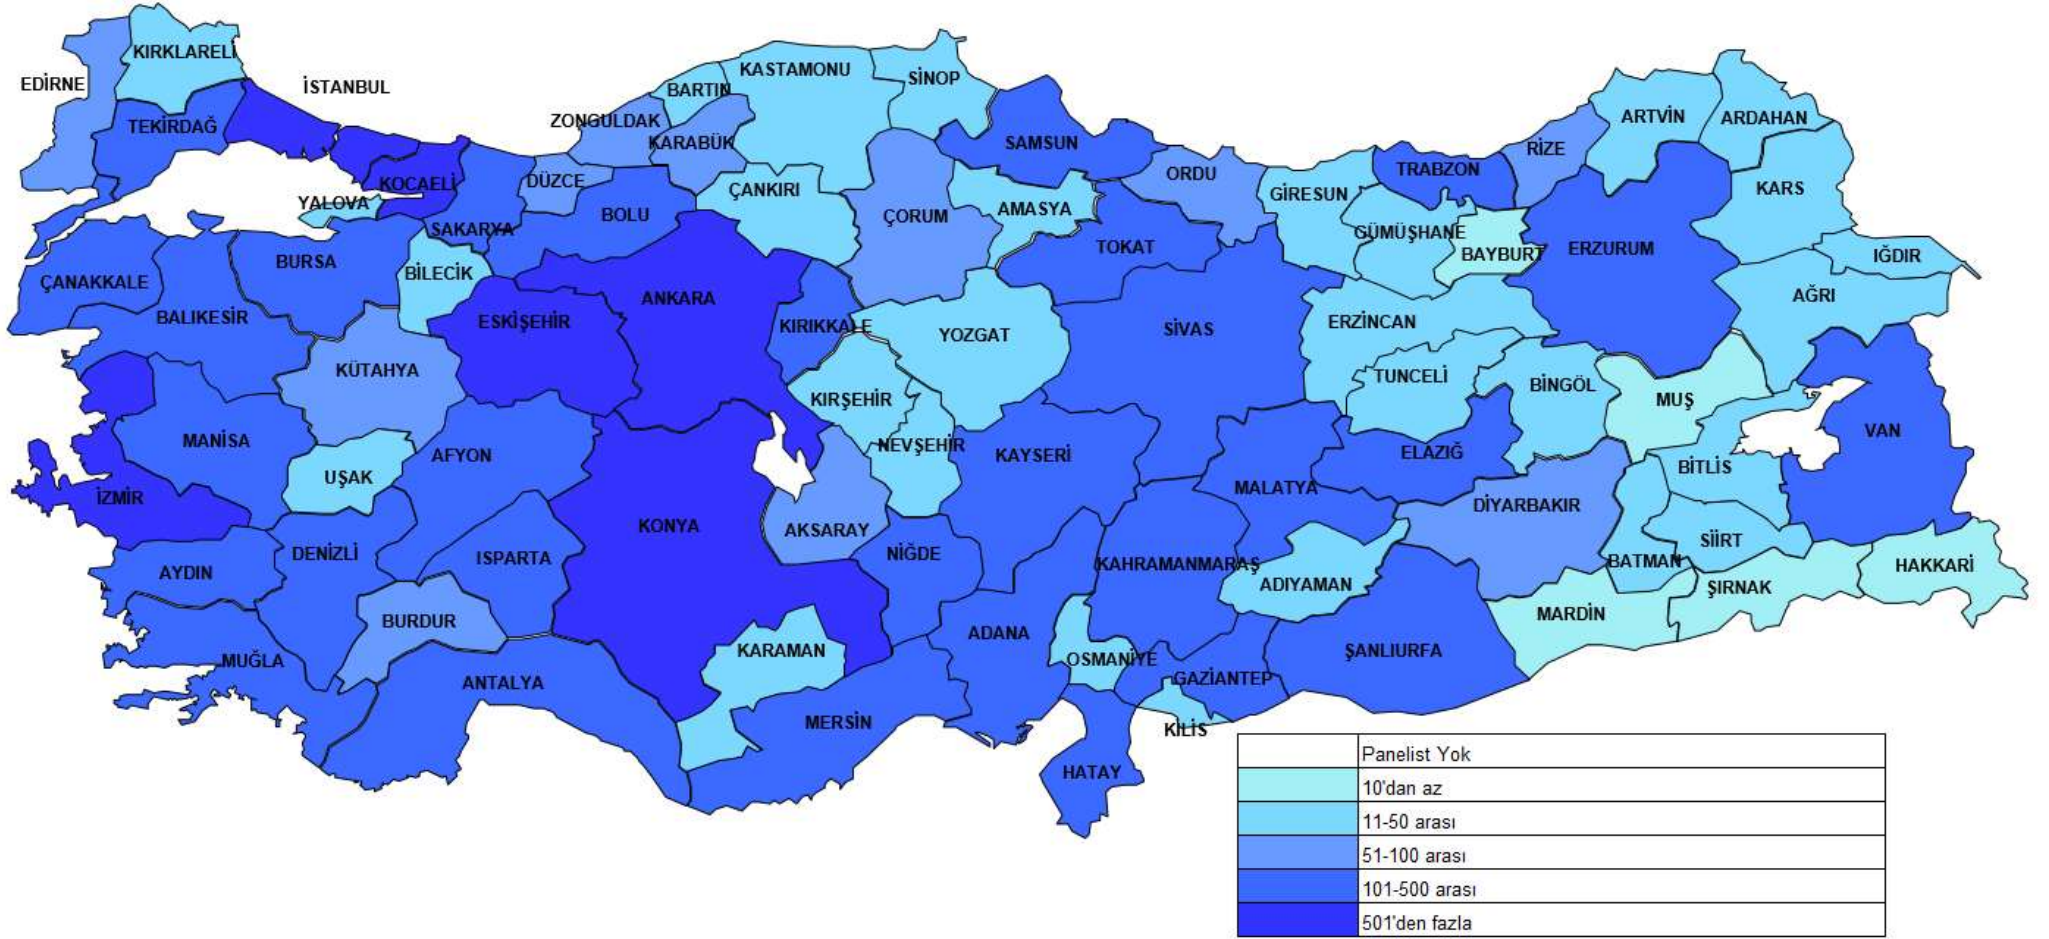 KIRKLARELİ
EDİRNE
İSTANBUL
TEKİRDAĞ
KASTAMONU
SİNOP
BARTIN
ZONGULDAK
KARABÜK
SAMSUN
ARTVİN
ARDAHAN
RİZE
TRABZON
ORDU
GİRESUN
KARS
KOCAELİ
DÜZCE
ÇANKIRI
YALOVA
BOLU
ÇORUM
AMASYA
SAKARYA
GÜMÜŞHANE
TOKAT
BAYBURT
ERZURUM
IĞDIR
BURSA
BİLECİK
ÇANAKKALE
ANKARA
AĞRI
BALIKESİR
ESKİŞEHİR
KIRIKKALE
YOZGAT
SİVAS
ERZİNCAN
KÜTAHYA
TUNCELİ
BİNGÖL
KIRŞEHİR
MUŞ
VAN
MANİSA
NEVŞEHİR
AFYON
KAYSERİ
ELAZIĞ
BİTLİS
UŞAK
MALATYA
İZMİR
DİYARBAKIR
KONYA
AKSARAY
SİİRT
DENİZLİ
NİĞDE
ISPARTA
BATMAN
KAHRAMANMARAŞ
HAKKARİ
AYDIN
ADIYAMAN
ŞIRNAK
MARDİN
BURDUR
ADANA
KARAMAN
ŞANLIURFA
MUĞLA
OSMANİYE
ANTALYA
GAZİANTEP
MERSİN
KİLİS
HATAY
Panelist Yok
10'dan az
11-50 arası
51-100 arası
101-500 arası
501'den fazla